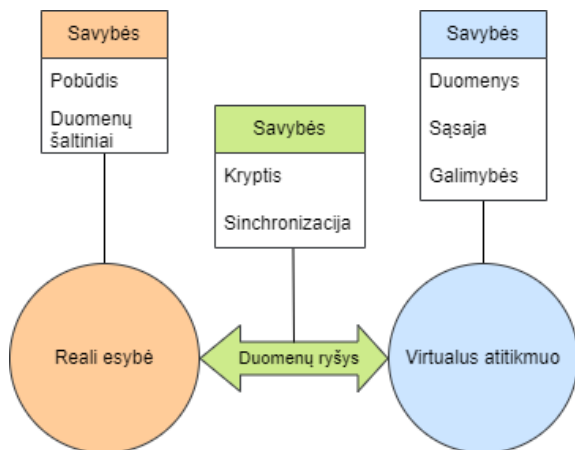 Savybės
Pobūdis
Duomenų
šaltiniai
Savybės
Kryptis
Sinchronizacija
Savybės
Duomenys
Sąsaja
Galimybės
Reali esybė
Duomenų ryšys
Virtualus atitikmuo